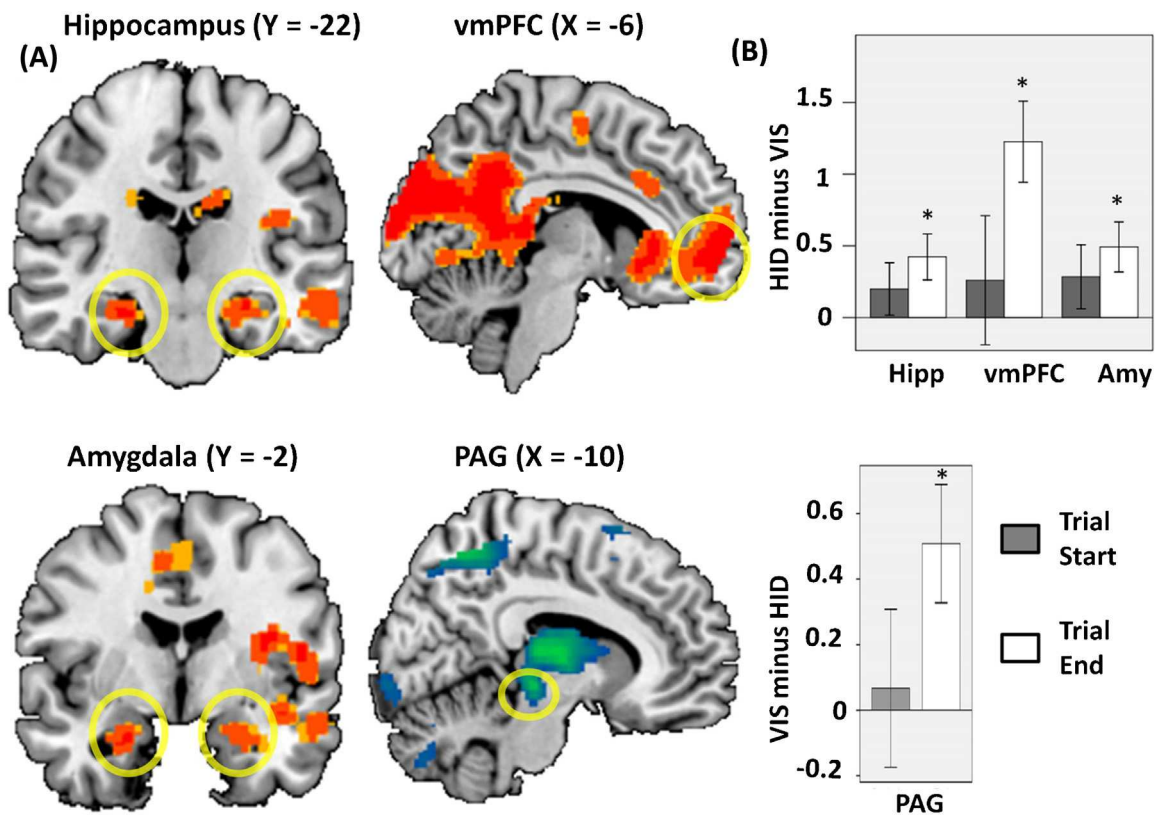 Hippocampus (Y = -22)
vmPFC (X = -6)
(A)
(B)
HID minus VIS
1.5
1
0.5
0
*
*
*
Hipp
vmPFC
Amy
Amygdala (Y = -2)
PAG (X = -10)
VIS minus HID
0.6
0.4
0.2
0
-0.2
*
PAG
Trial
Start
Trial
End